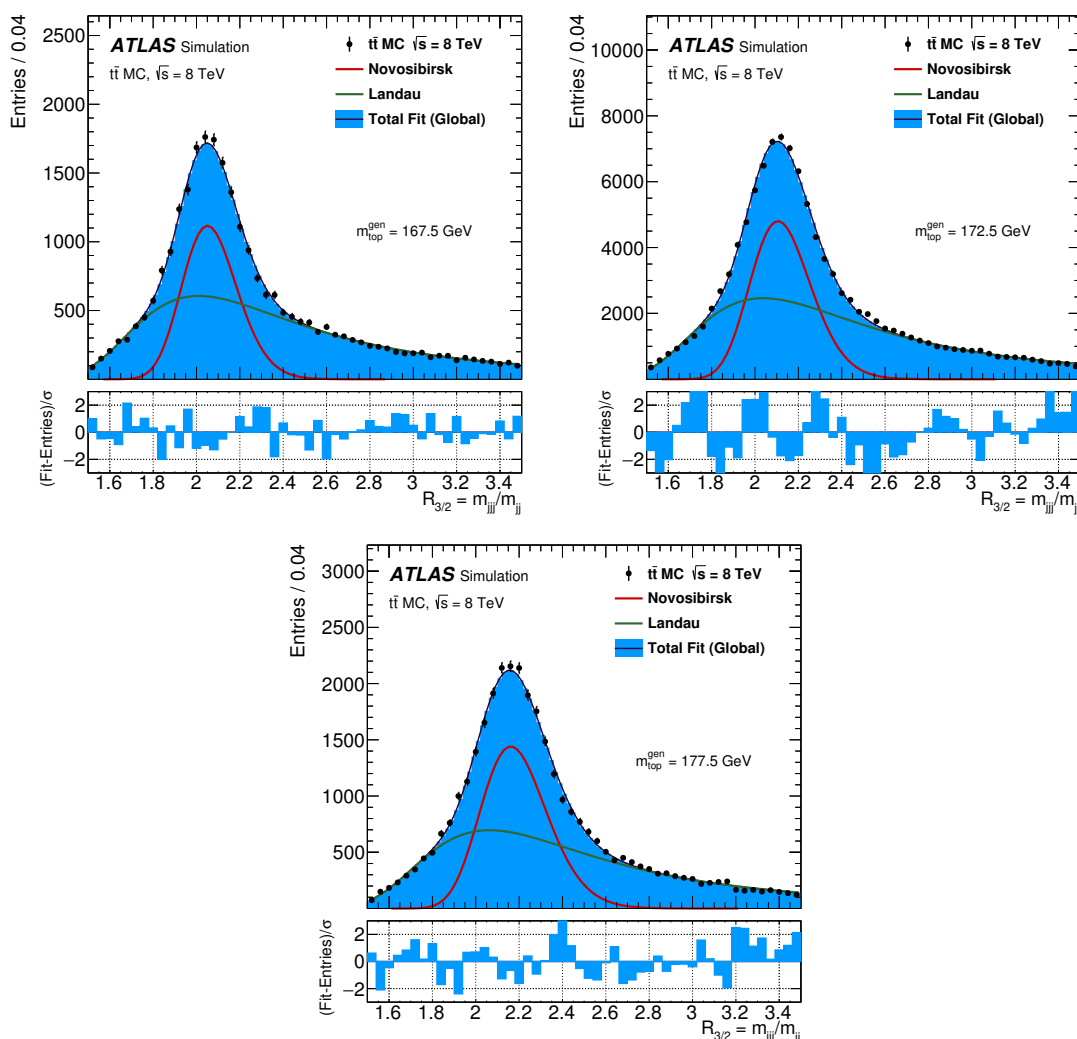 Entries / 0.04
2500
2000
1500
1000
500
ATLAS Simulation
tt̄ MC, √s = 8 TeV
tt̄ MC √s = 8 TeV
Novosibirsk
Landau
Total Fit (Global)
m_top^gen = 167.5 GeV
(Fit-Entries)/σ
2
0
−2
1.6 1.8 2 2.2 2.4 2.6 2.8 3 3.2 3.4
R_3/2 = m_jjj/m_jj
Entries / 0.04
10000
8000
6000
4000
2000
ATLAS Simulation
tt̄ MC, √s = 8 TeV
tt̄ MC √s = 8 TeV
Novosibirsk
Landau
Total Fit (Global)
m_top^gen = 172.5 GeV
(Fit-Entries)/σ
2
0
−2
1.6 1.8 2 2.2 2.4 2.6 2.8 3 3.2 3.4
R_3/2 = m_jjj/m_jj
Entries / 0.04
3000
2500
2000
1500
1000
500
ATLAS Simulation
tt̄ MC, √s = 8 TeV
tt̄ MC √s = 8 TeV
Novosibirsk
Landau
Total Fit (Global)
m_top^gen = 177.5 GeV
(Fit-Entries)/σ
2
0
−2
1.6 1.8 2 2.2 2.4 2.6 2.8 3 3.2 3.4
R_3/2 = m_jjj/m_jj